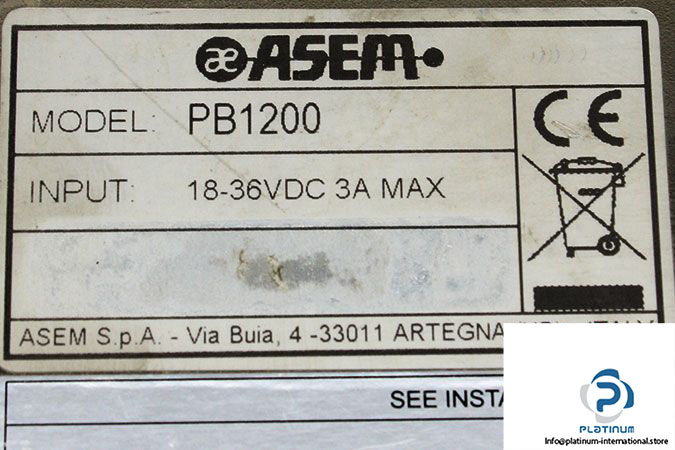 ASEM
MODEL: PB1200
CE
INPUT: 18-36VDC 3A MAX
ASEM S.p.A. - Via Buia, 4 -33011 ARTEGNA
SEE INSTA
PLATINUM
Info@platinum-international.store